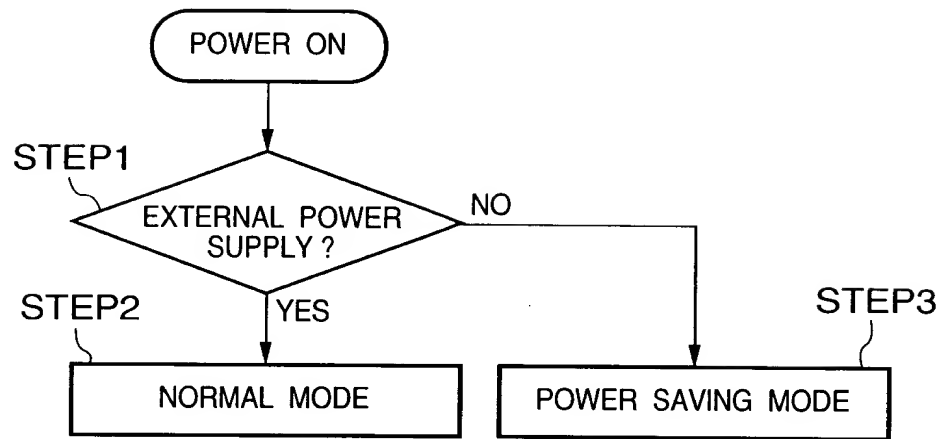 POWER ON
STEP1
EXTERNAL POWER
SUPPLY ?
NO
YES
STEP2
NORMAL MODE
STEP3
POWER SAVING MODE